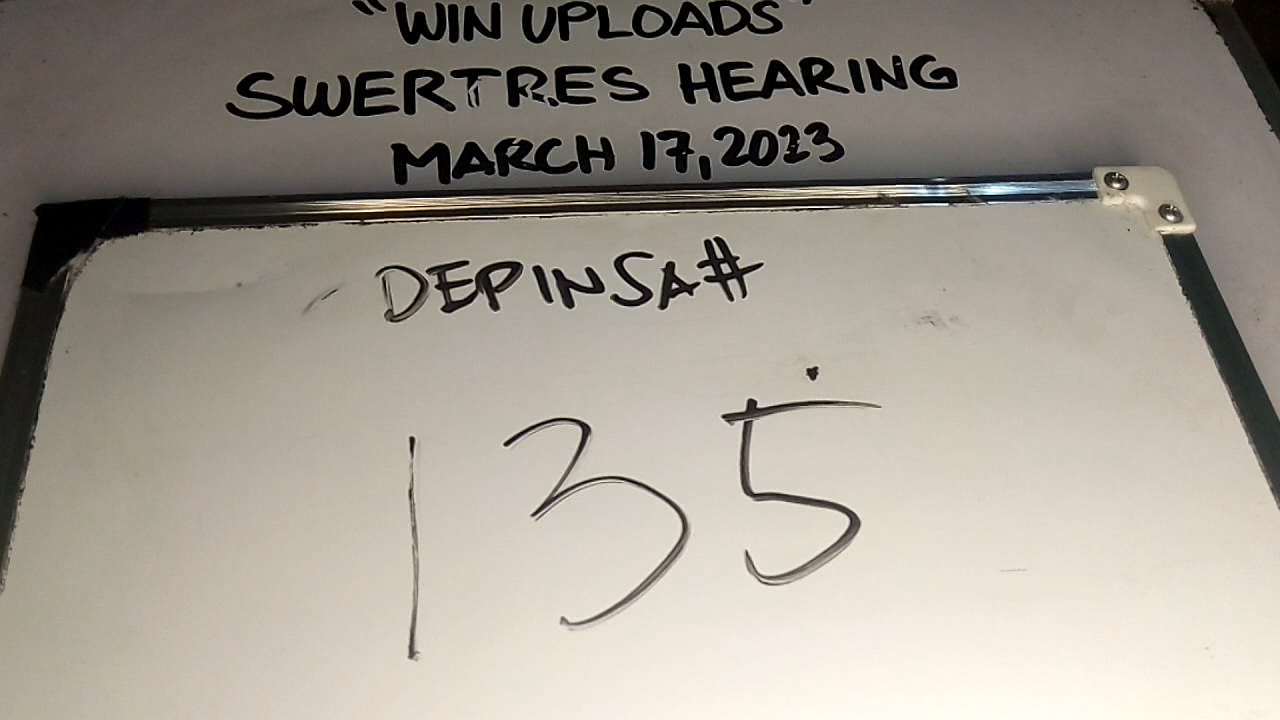 "WIN UPLOADS"
SWERTRES HEARING
MARCH 17, 2023
DEPINSA#
135